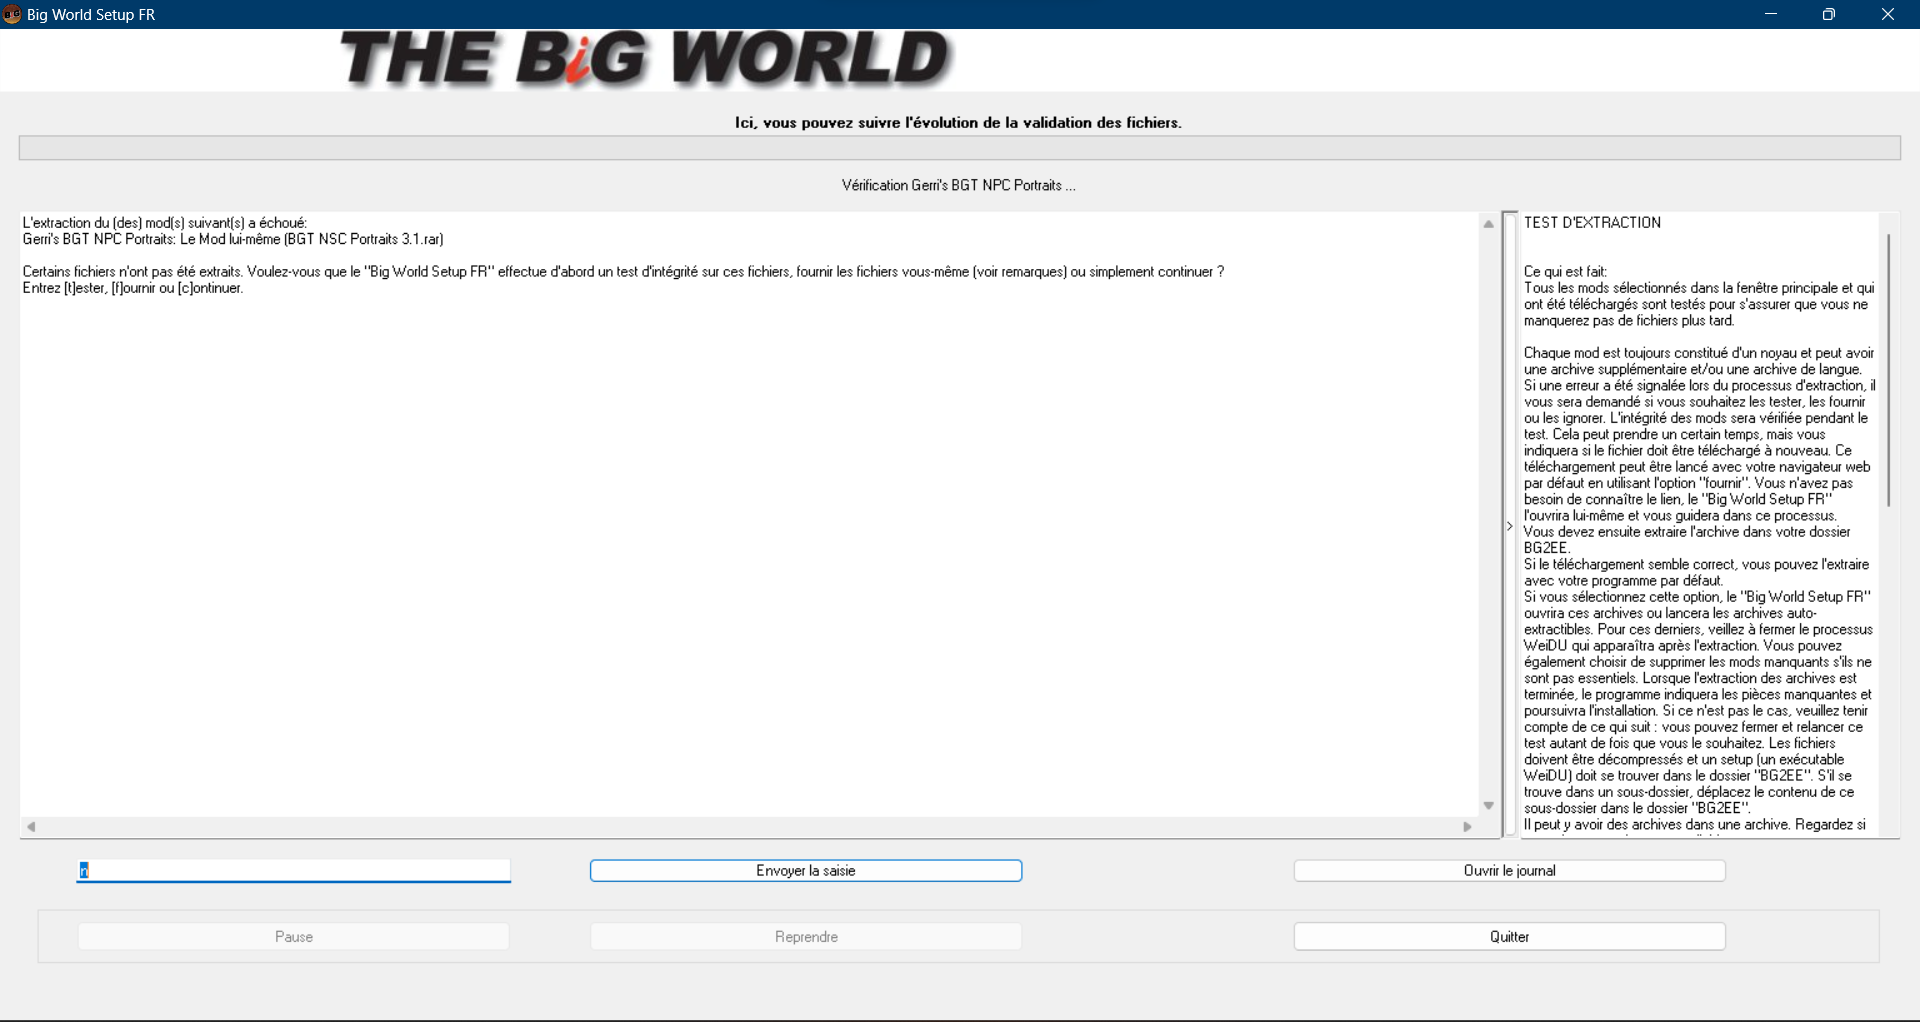 Big World Setup FR
THE BiG WORLD
Ici, vous pouvez suivre l'évolution de la validation des fichiers.
Vérification Gerri's BGT NPC Portraits ...
L'extraction du (des) mod(s) suivant(s) a échoué:
Gerri's BGT NPC Portraits: Le Mod lui-même (BGT NSC Portraits 3.1.rar)
Certains fichiers n'ont pas été extraits. Voulez-vous que le "Big World Setup FR" effectue d'abord un test d'intégrité sur ces fichiers, fournir les fichiers vous-même (voir remarques) ou simplement continuer ?
Entrez [t]ester, [f]ournir ou [c]ontinuer.
TEST D'EXTRACTION
Ce qui est fait:
Tous les mods sélectionnés dans la fenêtre principale et qui
ont été téléchargés sont testés pour s'assurer que vous ne
manquerez pas de fichiers plus tard.
Chaque mod est toujours constitué d'un noyau et peut avoir
une archive supplémentaire et/ou une archive de langue.
Si une erreur a été signalée lors du processus d'extraction, il
vous sera demandé si vous souhaitez les tester, les fournir
ou les ignorer. L'intégrité des mods sera vérifiée pendant le
test. Cela peut prendre un certain temps, mais vous
indiquera si le fichier doit être téléchargé à nouveau. Ce
téléchargement peut être lancé avec votre navigateur web
par défaut en utilisant l'option "fournir". Vous n'avez pas
besoin de connaître le lien, le "Big World Setup FR"
l'ouvrira lui-même et vous guidera dans ce processus.
Vous devez ensuite extraire l'archive dans votre dossier
BG2EE.
Si le téléchargement semble correct, vous pouvez l'extraire
avec votre programme par défaut.
Si vous sélectionnez cette option, le "Big World Setup FR"
ouvrira ces archives ou lancera les archives auto-
extractibles. Pour ces derniers, veillez à fermer le processus
WeiDU qui apparaîtra après l'extraction. Vous pouvez
également choisir de supprimer les mods manquants s'ils ne
sont pas essentiels. Lorsque l'extraction des archives est
terminée, le programme indiquera les pièces manquantes et
poursuivra l'installation. Si ce n'est pas le cas, veuillez tenir
compte de ce qui suit : vous pouvez fermer et relancer ce
test autant de fois que vous le souhaitez. Les fichiers
doivent être décompressés et un setup (un exécutable
WeiDU) doit se trouver dans le dossier "BG2EE". S'il se
trouve dans un sous-dossier, déplacez le contenu de ce
sous-dossier dans le dossier "BG2EE".
Il peut y avoir des archives dans une archive. Regardez si
n
Envoyer la saisie
Ouvrir le journal
Pause
Reprendre
Quitter